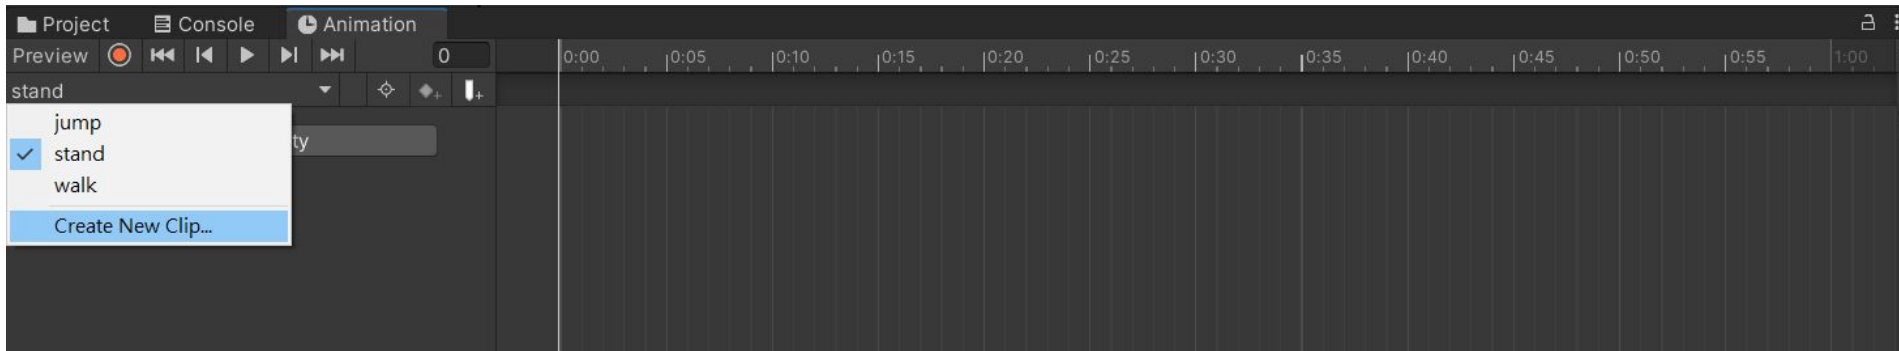 Project Console Animation
Preview 0 0:00 0:05 0:10 0:15 0:20 0:25 0:30 0:35 0:40 0:45 0:50 0:55 1:00
stand
jump
ty
stand
walk
Create New Clip...